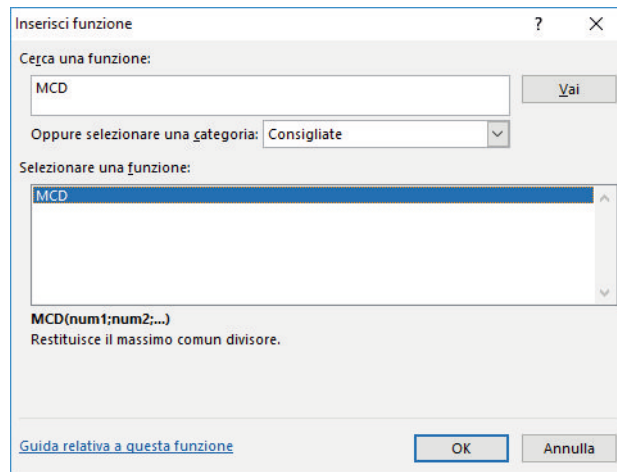 Inserisci funzione ?
Cerca una funzione:
MCD
Vai
Oppure selezionare una categoria: Consigliate
Selezionare una funzione:
MCD
MCD(num1;num2;...)
Restituisce il massimo comun divisore.
Guida relativa a questa funzione
OK
Annulla